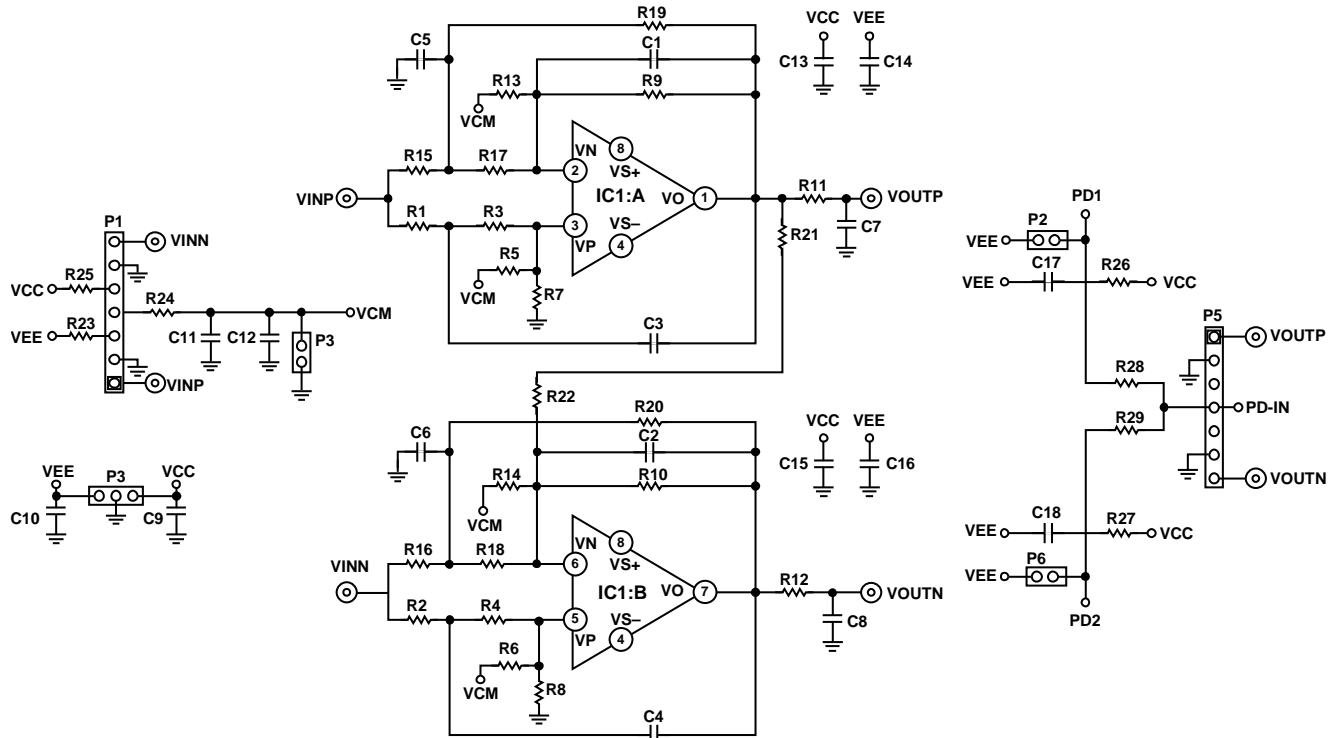 R19
VCC VEE
C5
C1
C13
C14
R13
R9
VCM
PD1
R15
R17
VN
8
2
VS+
P2
VINP
IC1:A
VO
1
R11
VOUTP
VEE
R1
R3
3
VS–
C7
P1
VP
4
R21
C17
R26
VINN
R5
VEE
VCC
R25
VCM
R7
VCC
R24
P5
VCM
R23
C3
VOUTP
VEE
C11
C12
P3
R28
VINP
R22
R20
PD-IN
C6
C2
VCC VEE
R29
R14
R10
C15
C16
VEE
P3
VCC
VOUTN
VCM
C10
C9
C18
R27
R16
R18
VN
8
VEE
VCC
VINN
6
VS+
P6
IC1:B
VO
7
R12
VOUTN
VEE
R2
R4
5
VS–
C8
VP
4
PD2
R6
VCM
R8
C4